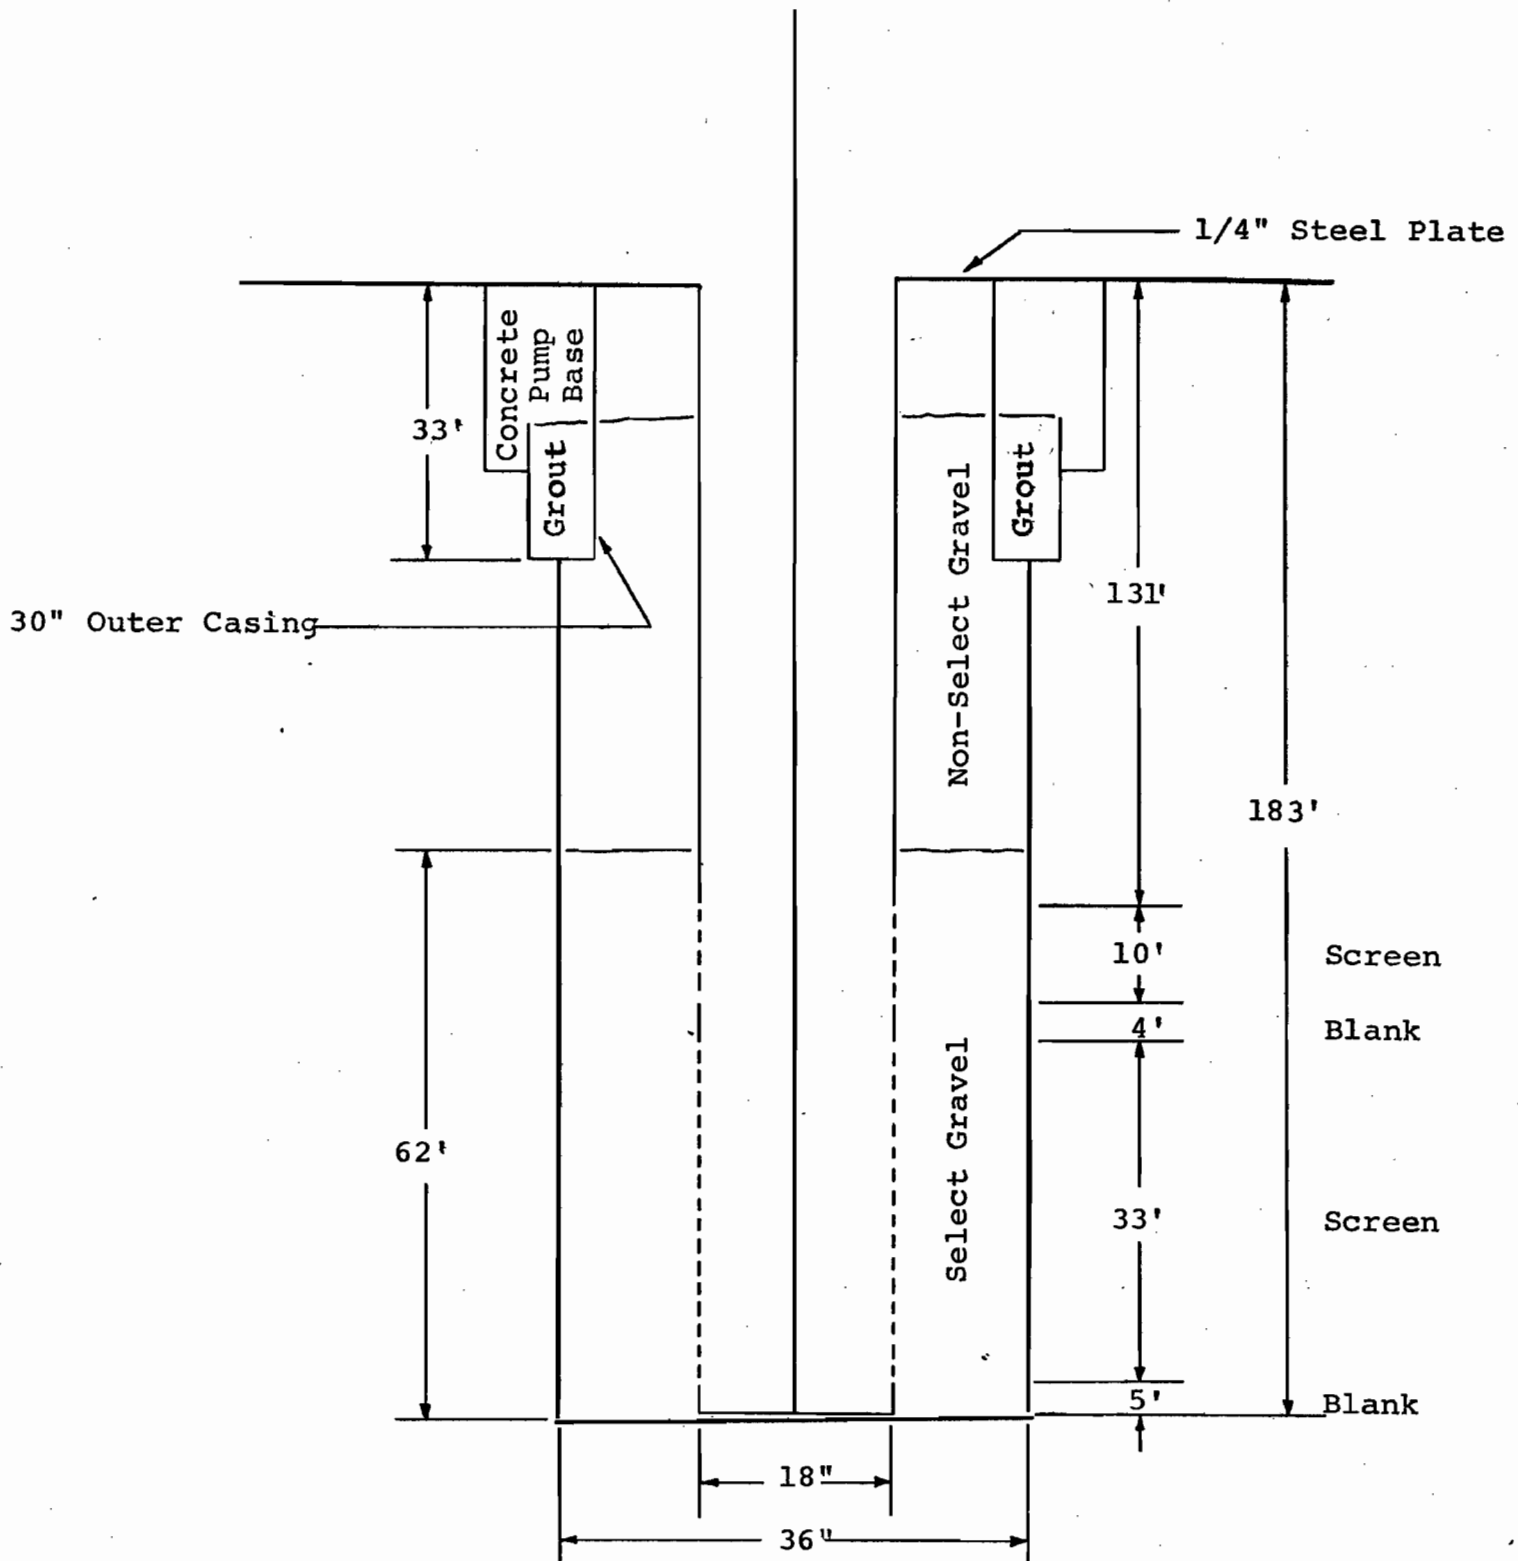 1/4" Steel Plate
Concrete
Pump
Base
33'
Grout
Grout
Non-Select Gravel
131'
30" Outer Casing
183'
10'
Screen
4'
Blank
Select Gravel
62'
33'
Screen
5'
Blank
18"
36"